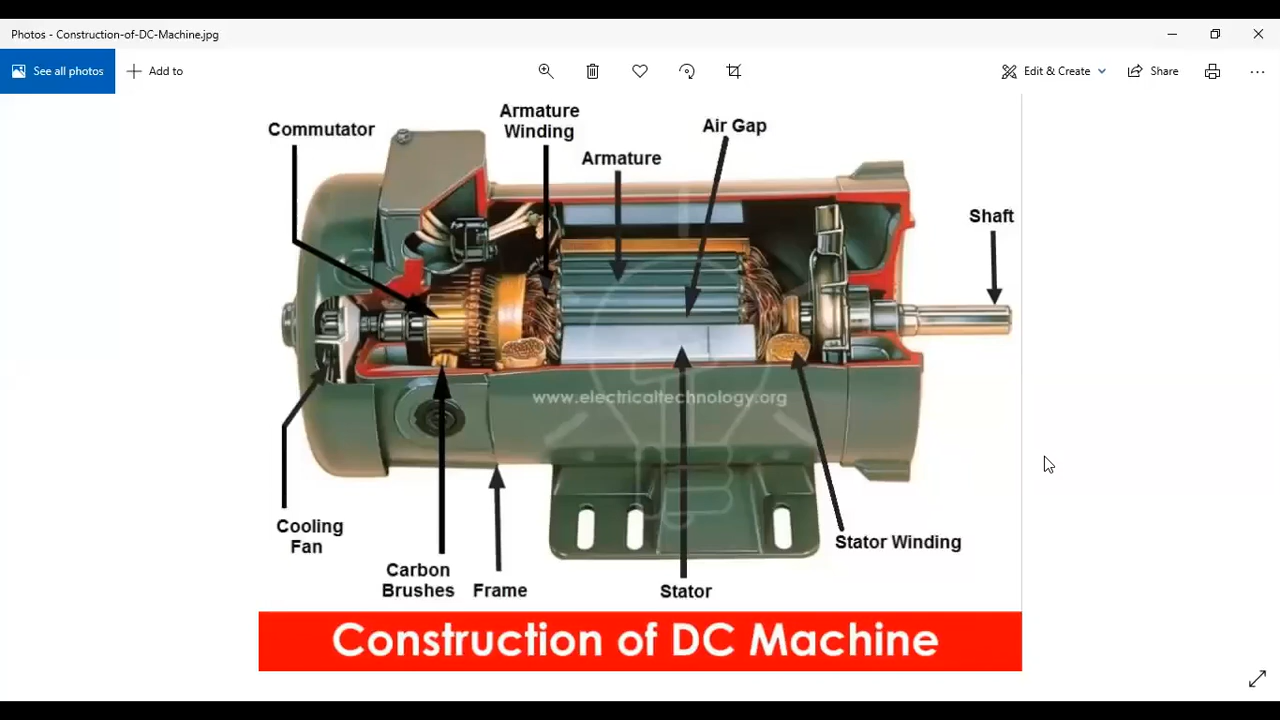 Photos - Construction-of-DC-Machine.jpg
See all photos
Add to
Edit & Create
Share
Commutator
Armature
Winding
Armature
Air Gap
Shaft
www.electricaltechnology.org
Cooling
Fan
Carbon
Brushes
Frame
Stator
Stator Winding
Construction of DC Machine